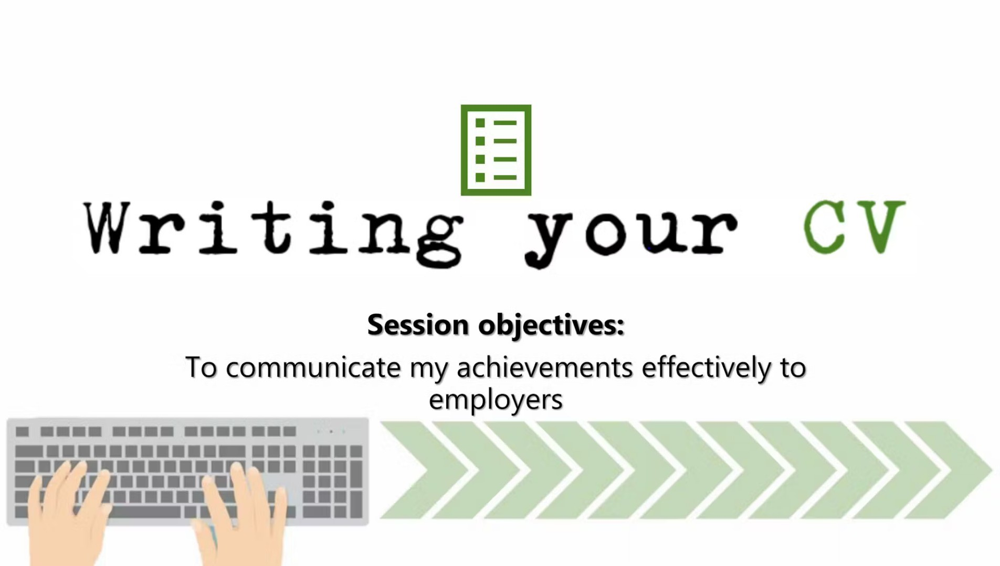 Writing your CV
Session objectives:
To communicate my achievements effectively to
employers